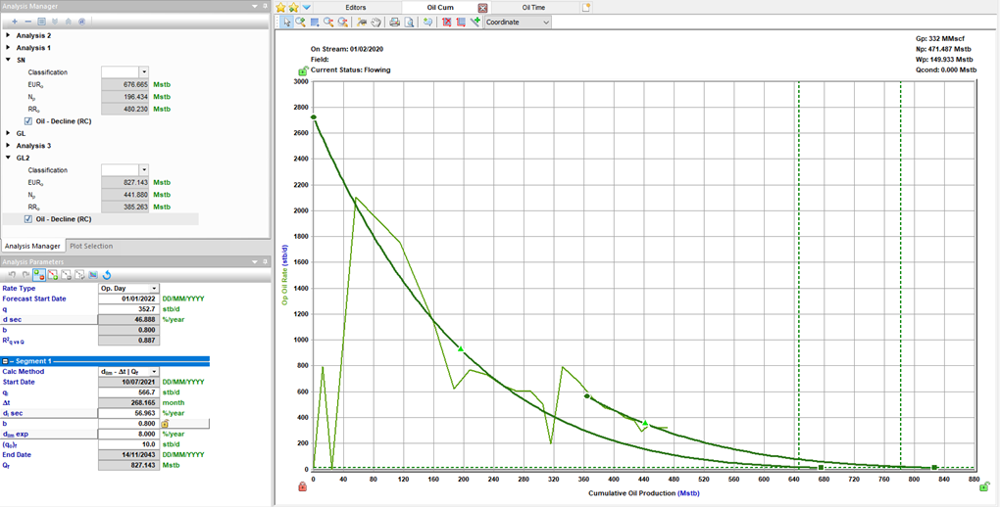 Analysis Manager
Analysis 2
Analysis 1
SN
Classification
EURo 676.665 Mstb
Np 196.434 Mstb
RRo 480.230 Mstb
Oil - Decline (RC)
GL
Analysis 3
GL2
Classification
EURo 827.143 Mstb
Np 441.880 Mstb
RRo 385.263 Mstb
Oil - Decline (RC)
Analysis Manager Plot Selection
Analysis Parameters
Rate Type Op. Day
Forecast Start Date 01/01/2022 DD/MM/YYYY
q 352.7 stb/d
d sec 46.888 %/year
b 0.800
R² q vs Q 0.887
Segment 1
Calc Method dlim - Δt | Qf
Start Date 10/07/2021 DD/MM/YYYY
qi 566.7 stb/d
Δt 268.165 month
di sec 56.963 %/year
b 0.800
dlim exp 8.000 %/year
(qo)f 10.0 stb/d
End Date 14/11/2043 DD/MM/YYYY
Qf 827.143 Mstb
Editors Oil Cum Oil Time
Coordinate
On Stream: 01/02/2020
Field:
Current Status: Flowing
Gp: 332 MMscf
Np: 471.487 Mstb
Wp: 149.933 Mstb
Qcond: 0.000 Mstb
3000
2800
2600
2400
2200
2000
1800
1600
1400
1200
1000
800
600
400
200
0
Op Oil Rate (stb/d)
0 40 80 120 160 200 240 280 320 360 400 440 480 520 560 600 640 680 720 760 800 840 880
Cumulative Oil Production (Mstb)